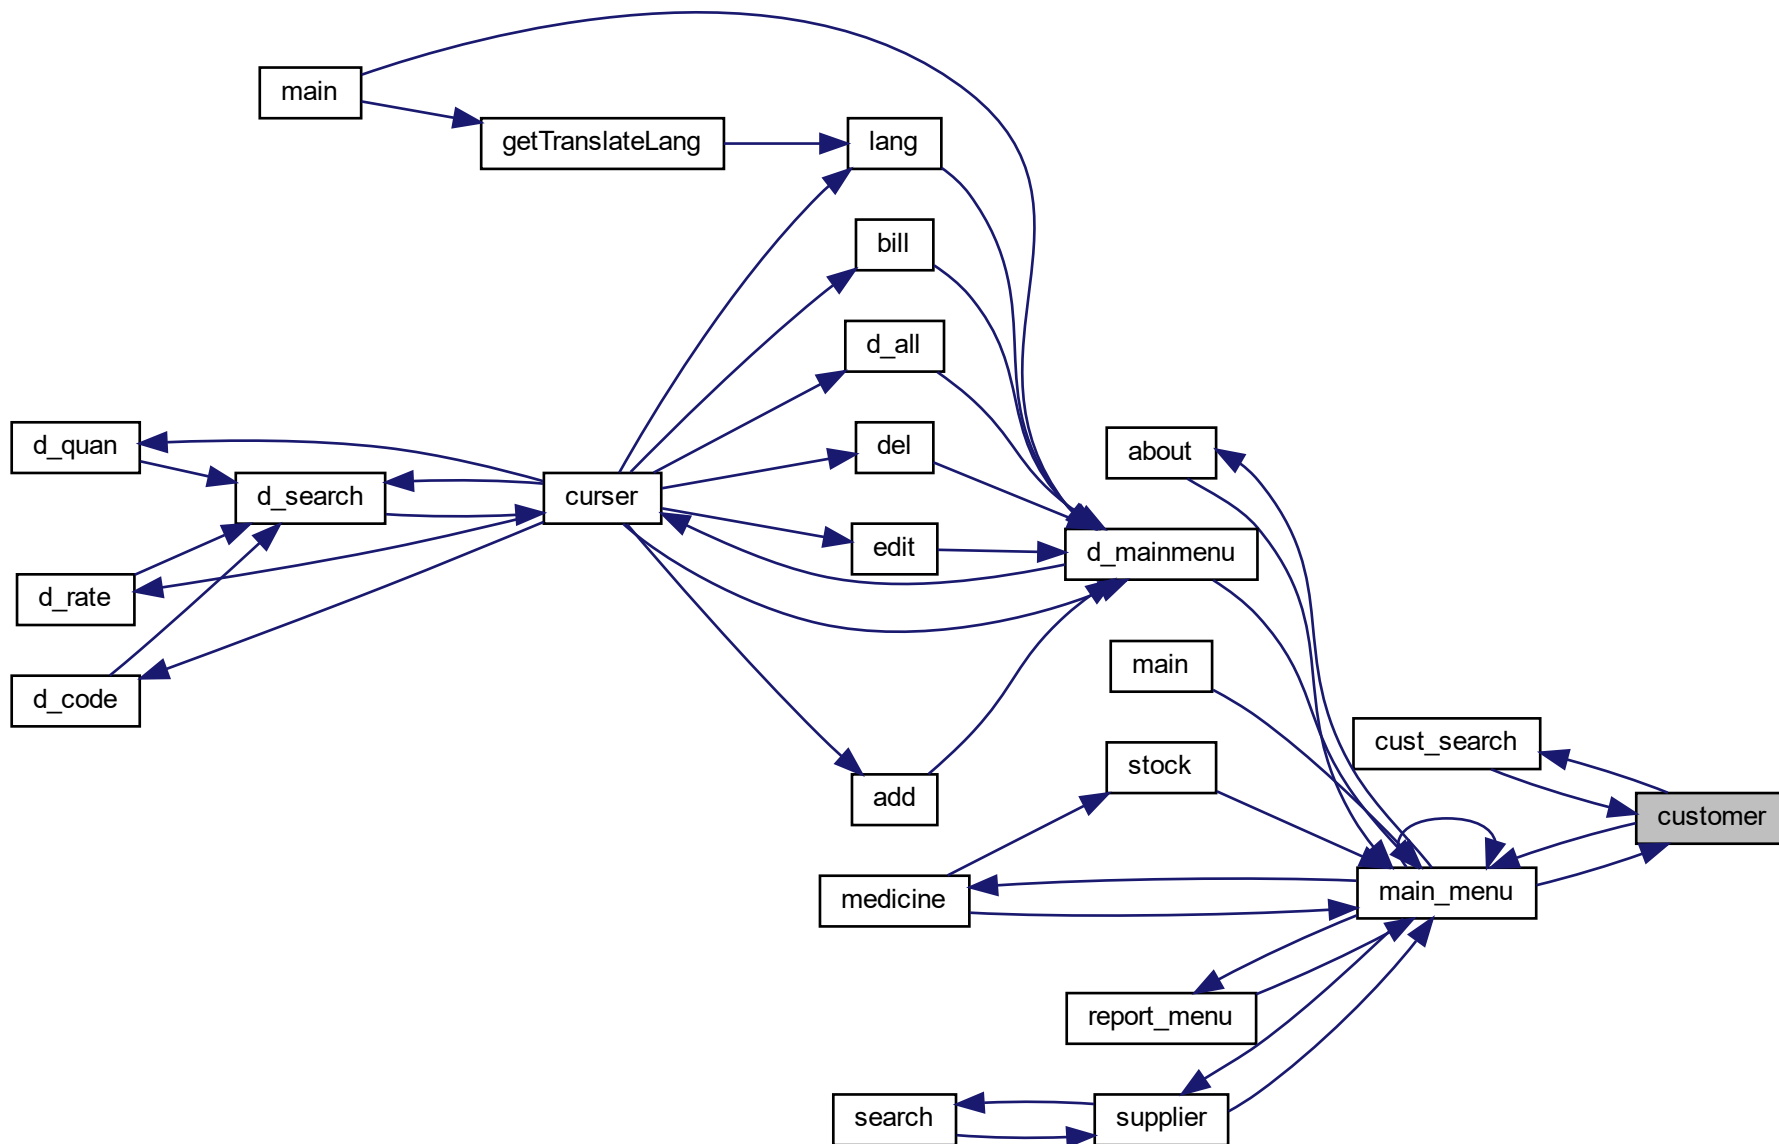 main
getTranslateLang
lang
bill
d_all
d_quan
del
about
d_search
curser
edit
d_mainmenu
d_rate
main
d_code
cust_search
stock
add
customer
medicine
main_menu
report_menu
search
supplier